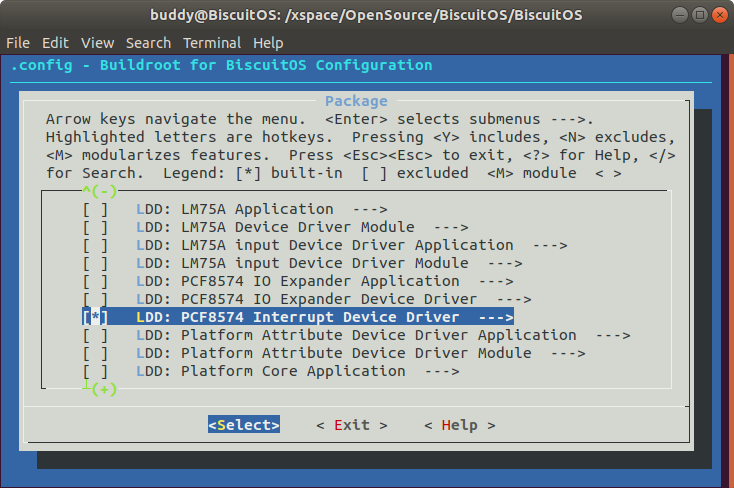 buddy@BiscuitOS: /xspace/OpenSource/BiscuitOS/BiscuitOS
File Edit View Search Terminal Help
.config - Buildroot for BiscuitOS Configuration
Package
Arrow keys navigate the menu.  <Enter> selects submenus --->.
Highlighted letters are hotkeys.  Pressing <Y> includes, <N> excludes,
<M> modularizes features.  Press <Esc><Esc> to exit, <?> for Help, </>
for Search.  Legend: [*] built-in  [ ] excluded  <M> module  < >
^(-)
[ ]   LDD: LM75A Application  --->
[ ]   LDD: LM75A Device Driver Module  --->
[ ]   LDD: LM75A input Device Driver Application  --->
[ ]   LDD: LM75A input Device Driver Module  --->
[ ]   LDD: PCF8574 IO Expander Application  --->
[ ]   LDD: PCF8574 IO Expander Device Driver  --->
[*]   LDD: PCF8574 Interrupt Device Driver  --->
[ ]   LDD: Platform Attribute Device Driver Application  --->
[ ]   LDD: Platform Attribute Device Driver Module  --->
[ ]   LDD: Platform Core Application  --->
┴(+)
<Select>    < Exit >    < Help >